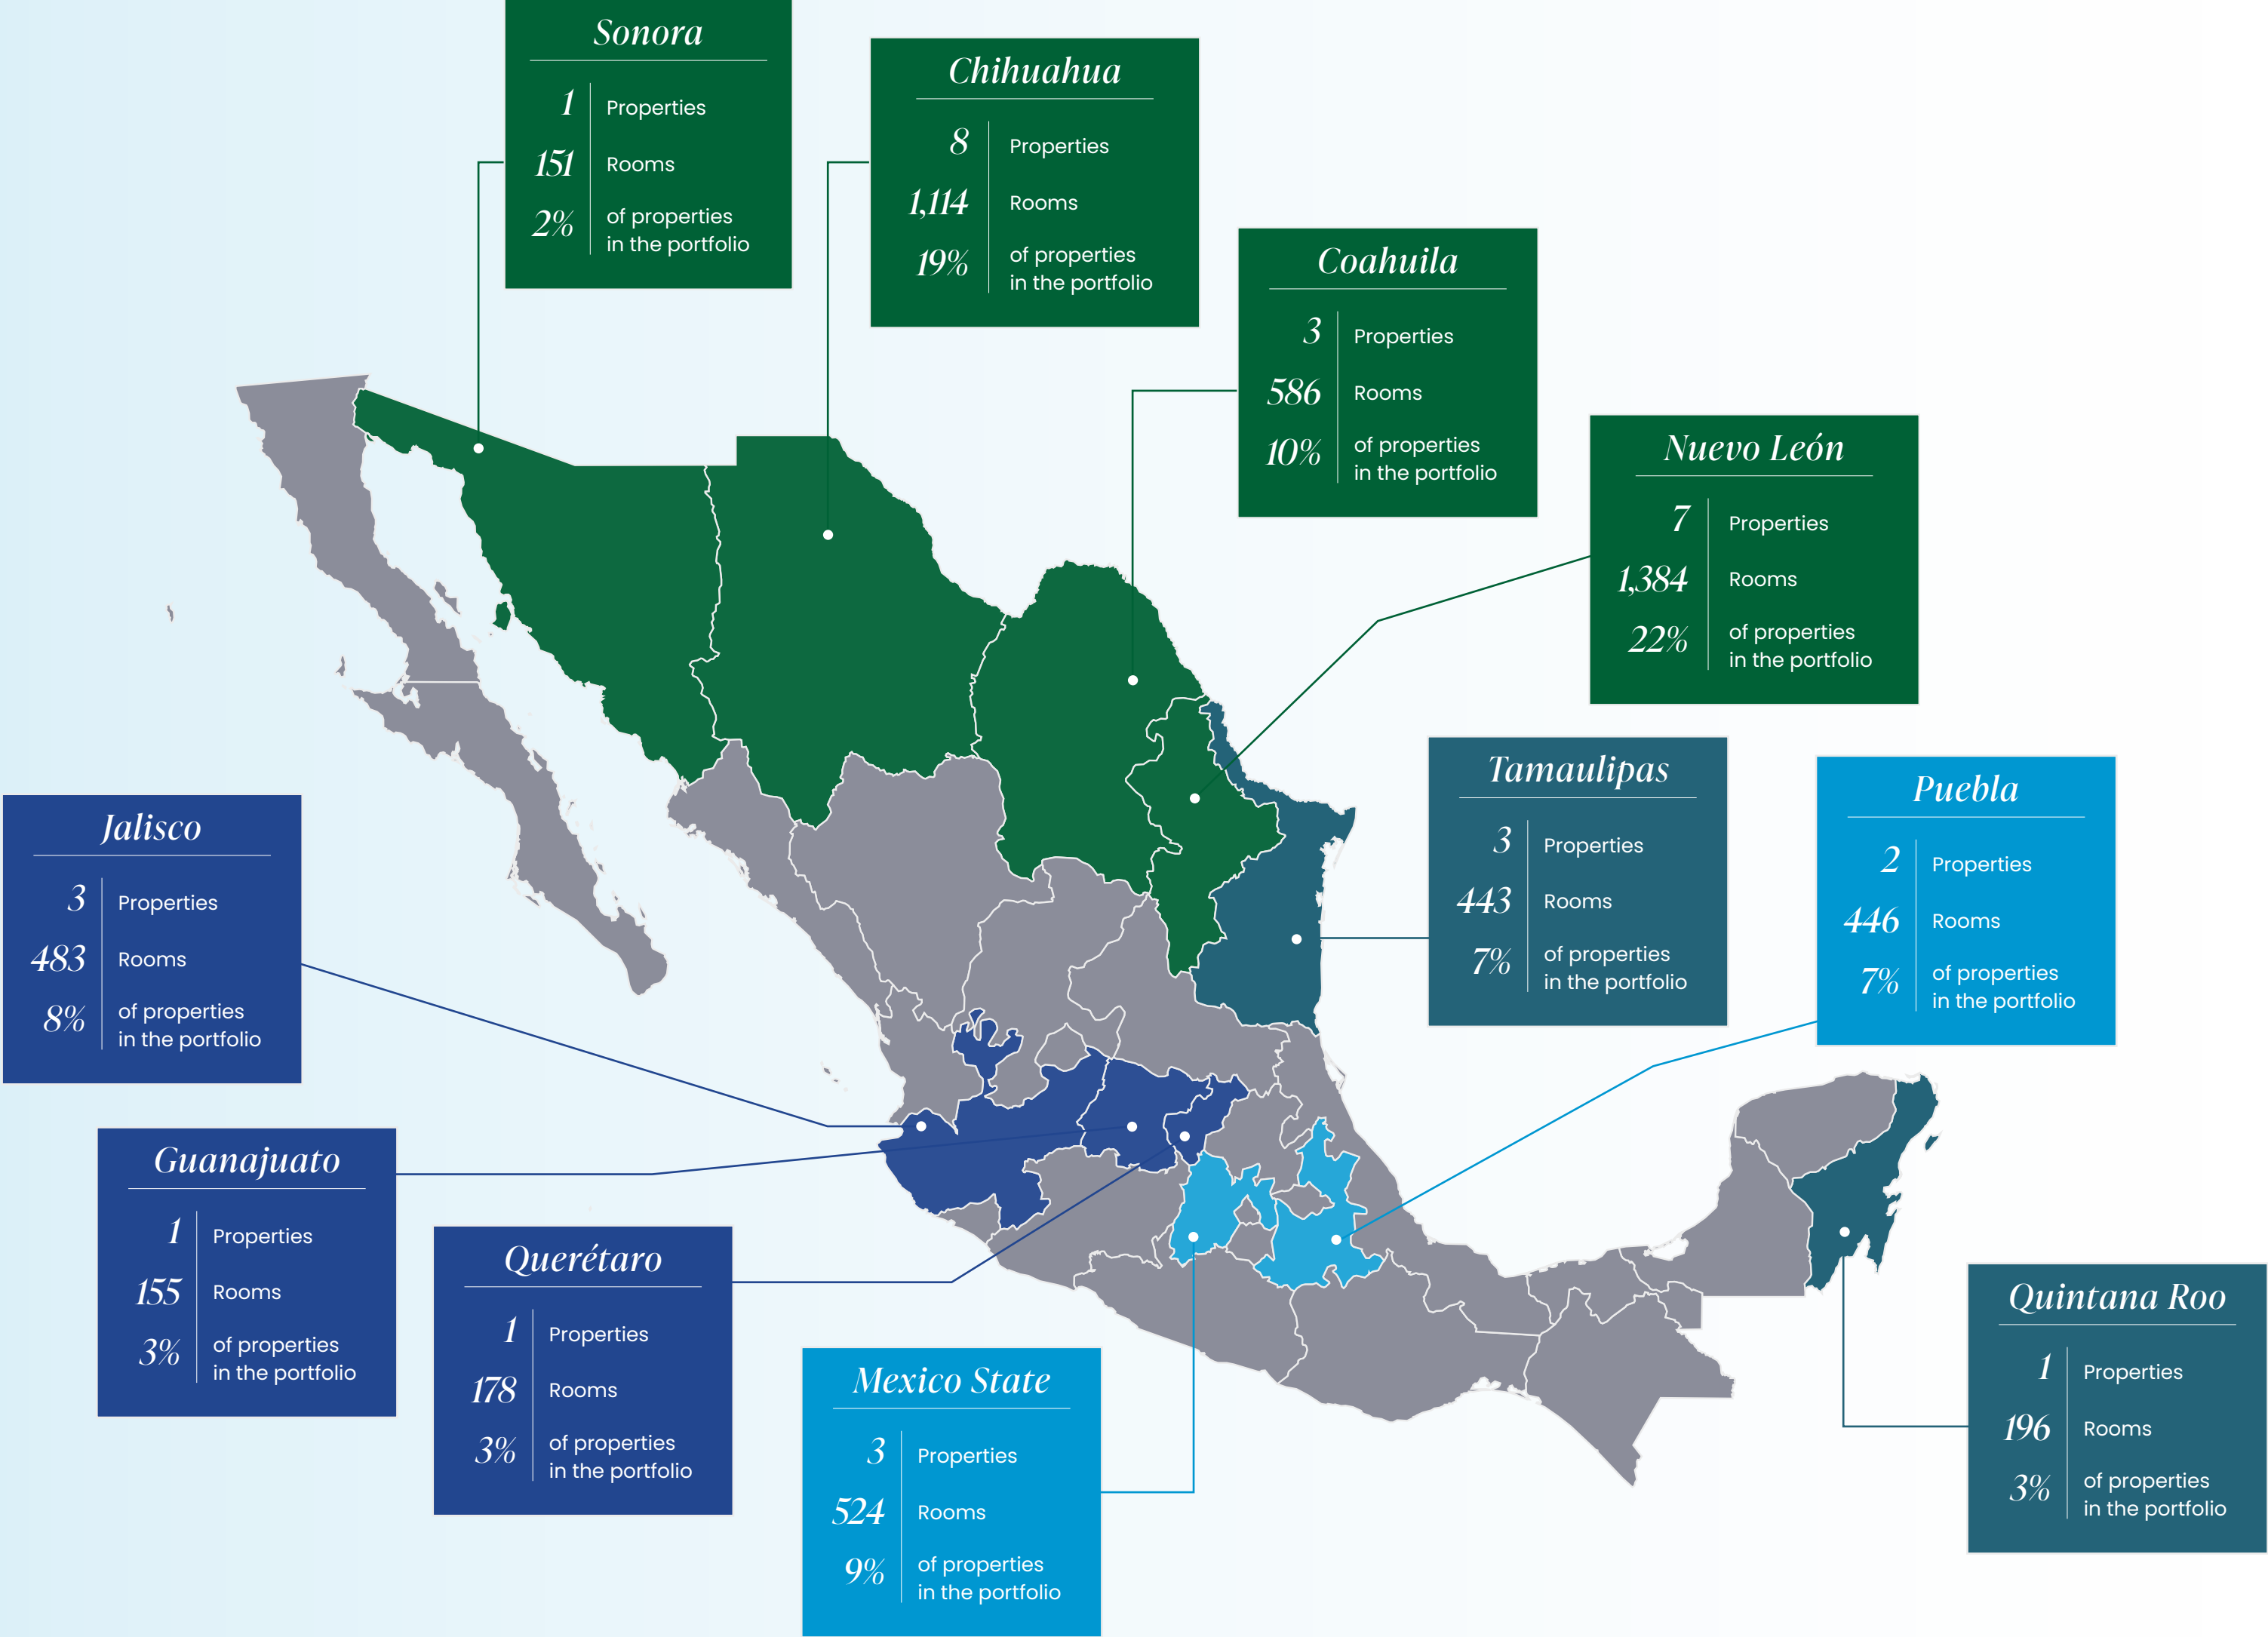 Sonora
1 Properties
151 Rooms
2% of properties
in the portfolio
Chihuahua
8 Properties
1,114 Rooms
19% of properties
in the portfolio
Coahuila
3 Properties
586 Rooms
10% of properties
in the portfolio
Nuevo León
7 Properties
1,384 Rooms
22% of properties
in the portfolio
Tamaulipas
3 Properties
443 Rooms
7% of properties
in the portfolio
Puebla
2 Properties
446 Rooms
7% of properties
in the portfolio
Jalisco
3 Properties
483 Rooms
8% of properties
in the portfolio
Guanajuato
1 Properties
155 Rooms
3% of properties
in the portfolio
Querétaro
1 Properties
178 Rooms
3% of properties
in the portfolio
Mexico State
3 Properties
524 Rooms
9% of properties
in the portfolio
Quintana Roo
1 Properties
196 Rooms
3% of properties
in the portfolio